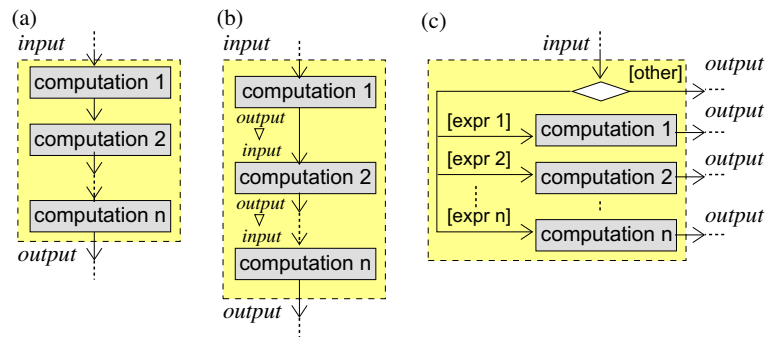 (a)
input
computation 1
computation 2
computation n
output
(b)
input
computation 1
output
input
computation 2
output
input
computation n
output
(c)
input
[other]
output
[expr 1]
computation 1
output
[expr 2]
computation 2
output
[expr n]
computation n
output